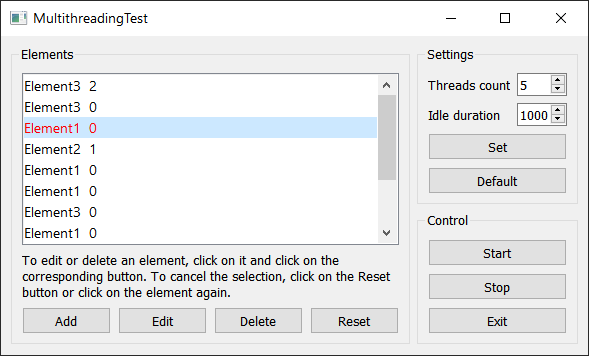 MultithreadingTest
Elements
Element3 2
Element3 0
Element1 0
Element2 1
Element1 0
Element1 0
Element3 0
Element1 0
To edit or delete an element, click on it and click on the
corresponding button. To cancel the selection, click on the Reset
button or click on the element again.
Add Edit Delete Reset
Settings
Threads count 5
Idle duration 1000
Set
Default
Control
Start
Stop
Exit